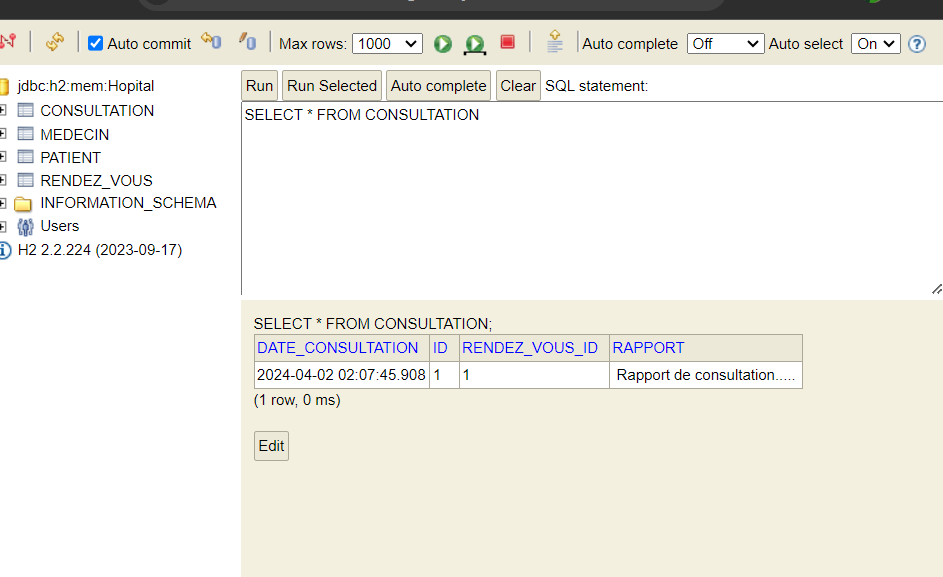 Auto commit Max rows: 1000 Auto complete Off Auto select On ?
jdbc:h2:mem:Hopital
CONSULTATION
MEDECIN
PATIENT
RENDEZ_VOUS
INFORMATION_SCHEMA
Users
H2 2.2.224 (2023-09-17)
Run Run Selected Auto complete Clear SQL statement:
SELECT * FROM CONSULTATION
SELECT * FROM CONSULTATION;
DATE_CONSULTATION ID RENDEZ_VOUS_ID RAPPORT
2024-04-02 02:07:45.908 1 1 Rapport de consultation.....
(1 row, 0 ms)
Edit